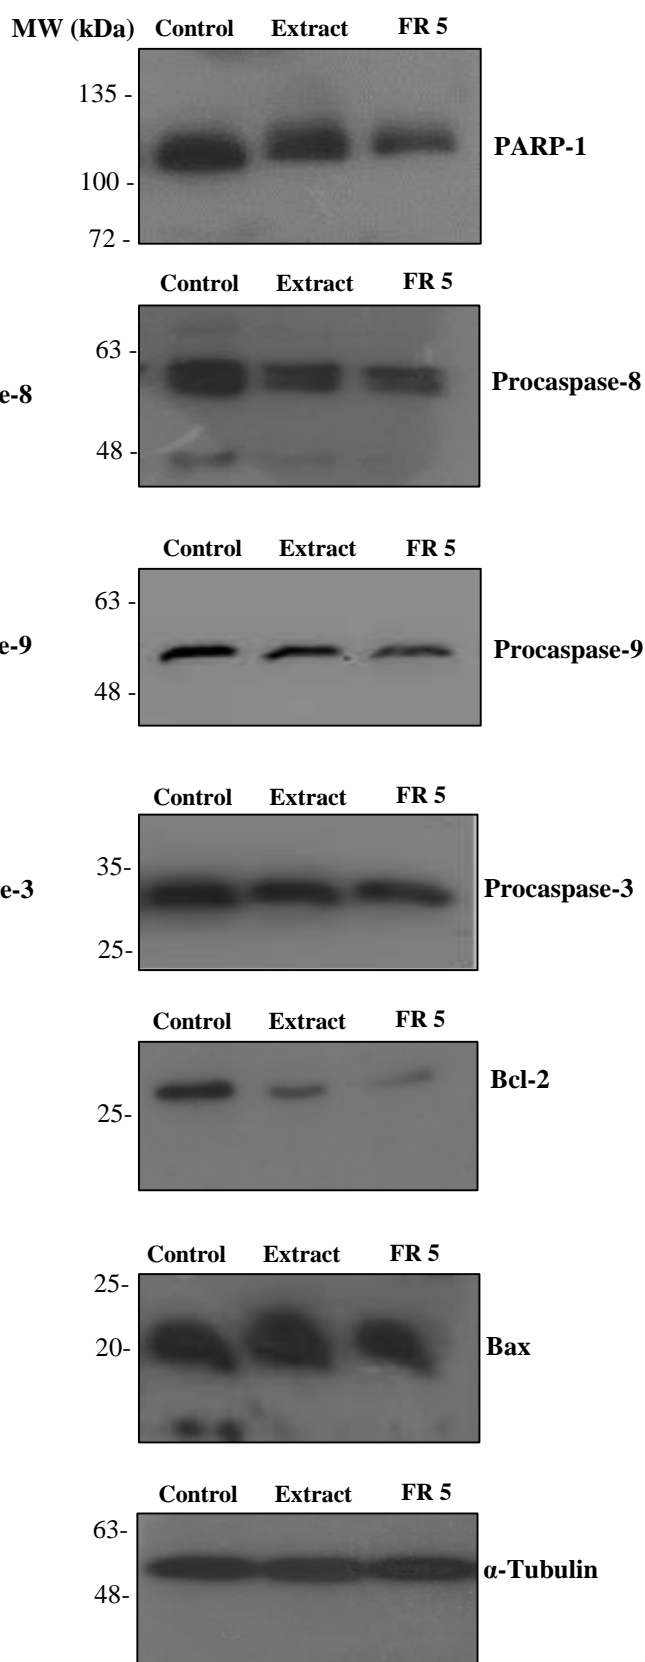 MW (kDa) Control Extract FR 5
135 -
PARP-1
100 -
72 -
Control Extract FR 5
63 -
e-8 Procaspase-8
48 -
Control Extract FR 5
63 -
e-9 Procaspase-9
48 -
Control Extract FR 5
35-
e-3 Procaspase-3
25-
Control Extract FR 5
Bcl-2
25-
Control Extract FR 5
25-
20- Bax
Control Extract FR 5
63-
α-Tubulin
48-